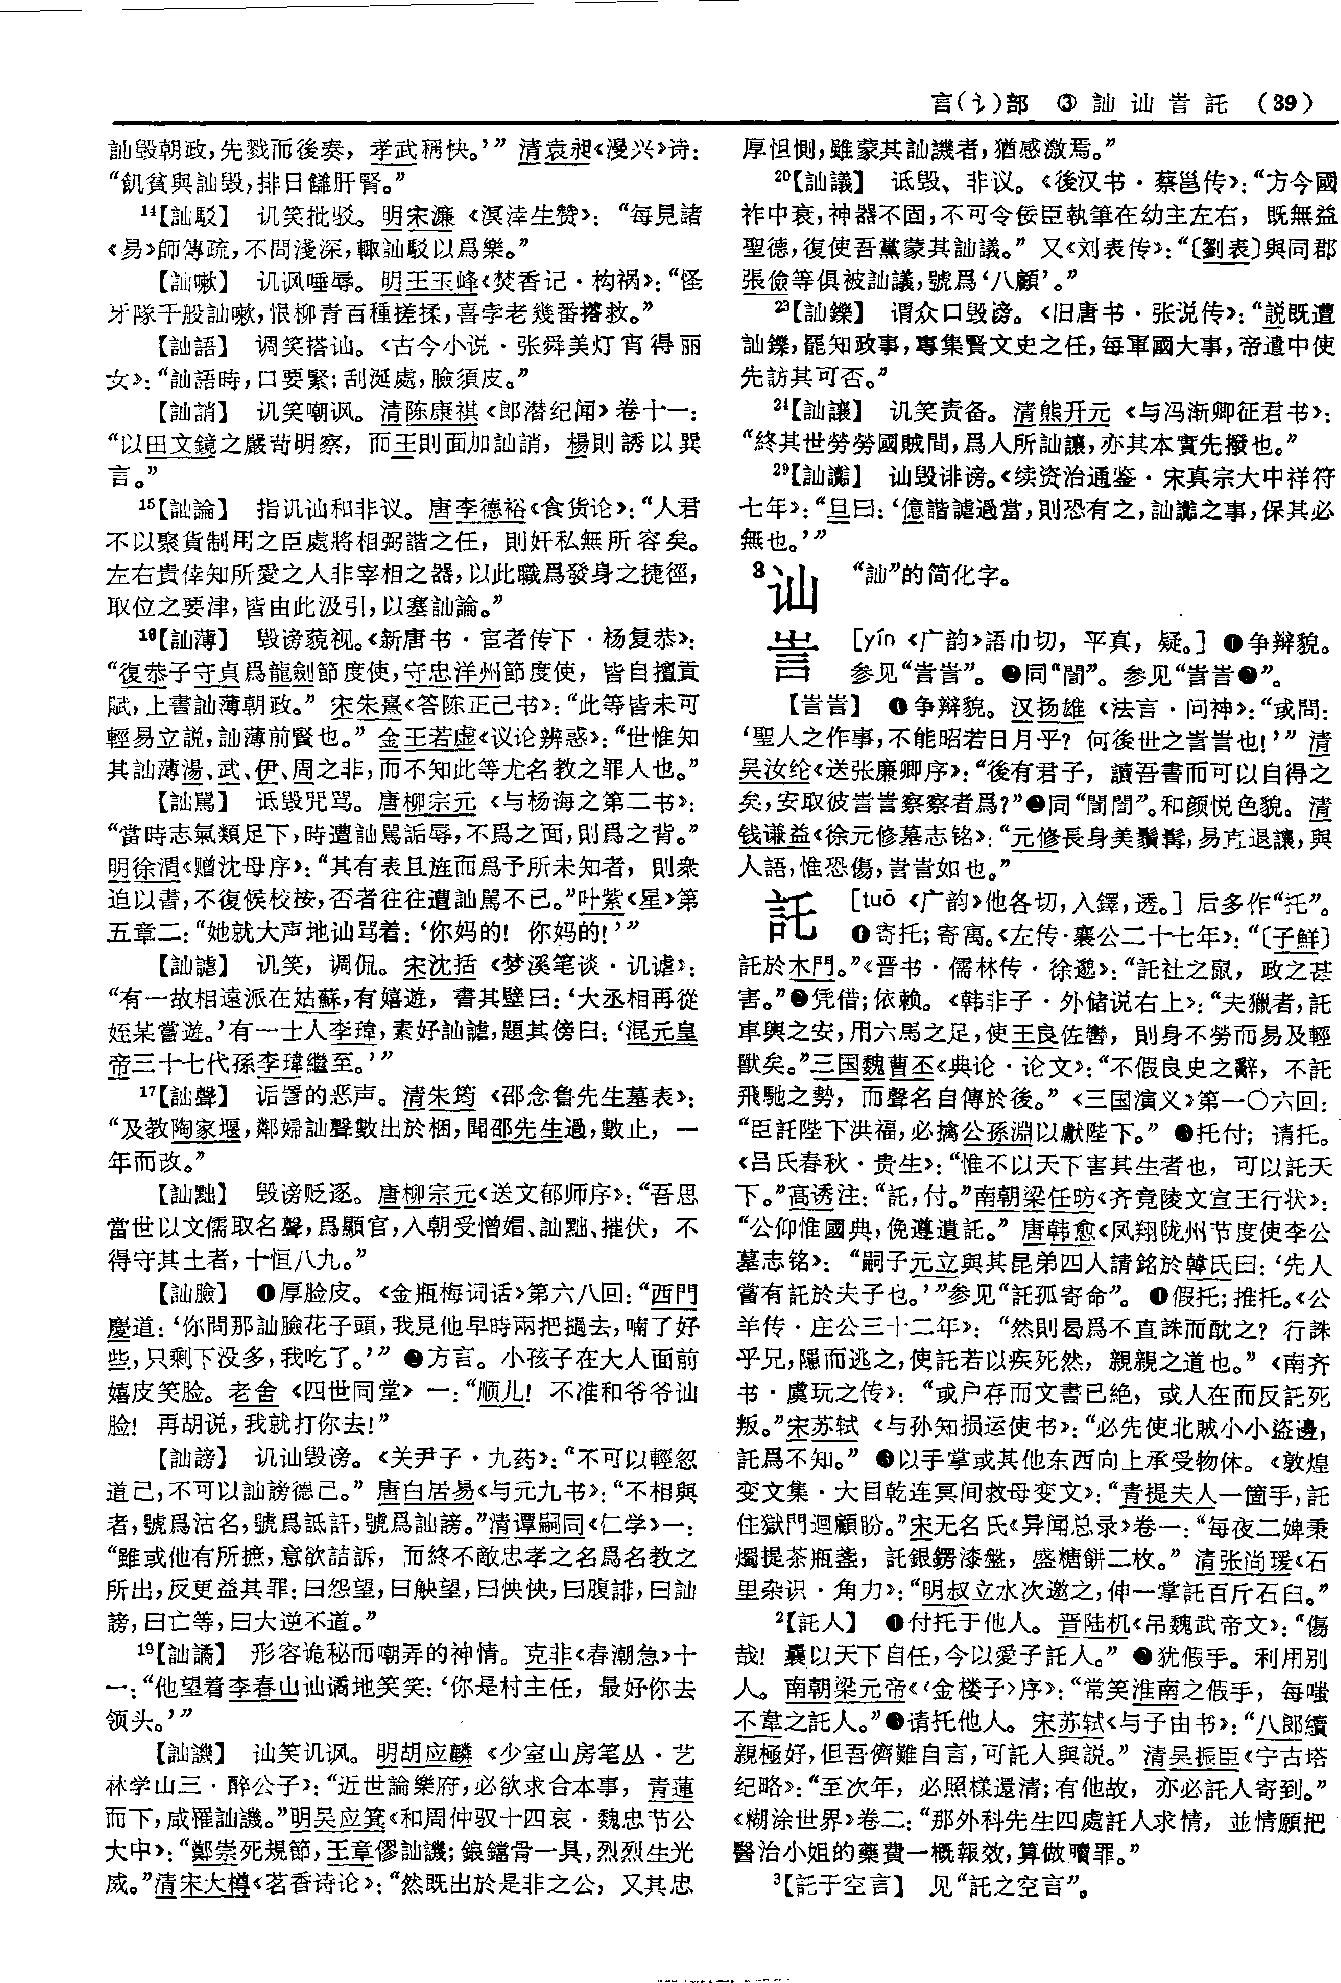 言(讠)部 ③ 訕 讪 訔 託 (39)
訕毁朝政，先戮而後奏，孝武稱快。’”清袁昶《漫兴》诗：
“飢貧與訕毁，排日讎肝腎。”
¹⁴【訕駁】 讥笑批驳。明宋濂《溟涬生赞》：“每見諸
《易》師傳疏，不問淺深，輒訕駁以爲樂。”
【訕嗽】 讥讽唾辱。明王玉峰《焚香记·构祸》：“怪
牙隊千般訕嗽，恨柳青百種搓揉，喜李老幾番搭救。”
【訕語】 调笑搭讪。《古今小说·张舜美灯宵得丽
女》：“訕語時，口要緊；刮涎處，臉須皮。”
【訕誚】 讥笑嘲讽。清陈康祺《郎潜纪闻》卷十一：
“以田文鏡之嚴苛明察，而王則面加訕誚，楊則誘以巽
言。”
¹⁵【訕論】 指讥讪和非议。唐李德裕《食货论》：“人君
不以聚貨制用之臣處將相弼諧之任，則奸私無所容矣。
左右貴倖知所愛之人非宰相之器，以此職爲發身之捷徑，
取位之要津，皆由此汲引，以塞訕論。”
¹⁶【訕薄】 毁谤藐视。《新唐书·宦者传下·杨复恭》：
“復恭子守貞爲龍劍節度使，守忠洋州節度使，皆自擅貢
賦，上書訕薄朝政。”宋朱熹《答陈正己书》：“此等皆未可
輕易立説，訕薄前賢也。”金王若虚《议论辨惑》：“世惟知
其訕薄湯、武、伊、周之非，而不知此等尤名教之罪人也。”
【訕駡】 诋毁咒骂。唐柳宗元《与杨诲之第二书》：
“當時志氣類足下，時遭訕駡詬辱，不爲之面，則爲之背。”
明徐渭《赠沈母序》：“其有表且旌而爲予所未知者，則衆
迫以書，不復候校按，否者往往遭訕駡不已。”叶紫《星》第
五章二：“她就大声地讪骂着：‘你妈的！你妈的！’”
【訕謔】 讥笑，调侃。宋沈括《梦溪笔谈·讥谑》：
“有一故相遠派在姑蘇，有嬉遊，書其壁曰：‘大丞相再從
姪某嘗遊。’有一士人李璋，素好訕謔，題其傍曰：‘混元皇
帝三十七代孫李璋繼至。’”
¹⁷【訕聲】 诟詈的恶声。清朱筠《邵念鲁先生墓表》：
“及教陶家堰，鄰婦訕聲數出於梱，聞邵先生過，數止，一
年而改。”
【訕黜】 毁谤贬逐。唐柳宗元《送文郁师序》：“吾思
當世以文儒取名聲，爲顯官，入朝受憎媢、訕黜、摧伏，不
得守其土者，十恒八九。”
【訕臉】 ❶厚脸皮。《金瓶梅词话》第六八回：“西門
慶道：‘你問那訕臉花子頭，我見他早時兩把撾去，喃了好
些，只剩下没多，我吃了。’”❷方言。小孩子在大人面前
嬉皮笑脸。老舍《四世同堂》一：“顺儿！不准和爷爷讪
脸！再胡说，我就打你去！”
【訕謗】 讥讪毁谤。《关尹子·九药》：“不可以輕忽
道己，不可以訕謗德己。”唐白居易《与元九书》：“不相與
者，號爲沽名，號爲詆訐，號爲訕謗。”清谭嗣同《仁学》一：
“雖或他有所摭，意欲詰訴，而終不敵忠孝之名爲名教之
所出，反更益其罪；曰怨望，曰觖望，曰怏怏，曰腹誹，曰訕
謗，曰亡等，曰大逆不道。”
¹⁹【訕譎】 形容诡秘而嘲弄的神情。克非《春潮急》十
一：“他望着李春山讪谲地笑笑：‘你是村主任，最好你去
领头。’”
【訕譏】 讪笑讥讽。明胡应麟《少室山房笔丛·艺
林学山三·醉公子》：“近世論樂府，必欲求合本事，青蓮
而下，咸罹訕譏。”明吴应箕《和周仲驭十四哀·魏忠节公
大中》：“鄭崇死規節，王章僇訕譏；鋃鐺骨一具，烈烈生光
威。”清宋大樽《茗香诗论》：“然既出於是非之公，又其忠
厚怛惻，雖蒙其訕譏者，猶感激焉。”
²⁰【訕議】 诋毁、非议。《後汉书·蔡邕传》：“方今國
祚中衰，神器不固，不可令佞臣執筆在幼主左右，既無益
聖德，復使吾黨蒙其訕議。”又《刘表传》：“〔劉表〕與同郡
張儉等俱被訕議，號爲‘八顧’。”
²³【訕鑠】 谓众口毁谤。《旧唐书·张说传》：“説既遭
訕鑠，罷知政事，專集賢文史之任，每軍國大事，帝遣中使
先訪其可否。”
²⁴【訕讓】 讥笑责备。清熊开元《与冯渐卿征君书》：
“終其世勞勞國賊間，爲人所訕讓，亦其本實先撥也。”
²⁹【訕讟】 讪毁诽谤。《续资治通鉴·宋真宗大中祥符
七年》：“旦曰：‘億諧謔過當，則恐有之，訕讟之事，保其必
無也。’”
³讪 “訕”的简化字。
訔 [yín 《广韵》語巾切，平真，疑。] ❶争辩貌。
参见“訔訔”。❷同“誾”。参见“訔訔❷”。
【訔訔】 ❶争辩貌。汉扬雄《法言·问神》：“或問：
‘聖人之作事，不能昭若日月乎？何後世之訔訔也！’”清
吴汝纶《送张廉卿序》：“後有君子，讀吾書而可以自得之
矣，安取彼訔訔察察者爲？”❷同“誾誾”。和颜悦色貌。清
钱谦益《徐元修墓志铭》：“元修長身美鬚髯，易直退讓，與
人語，惟恐傷，訔訔如也。”
託 [tuō 《广韵》他各切，入鐸，透。] 后多作“托”。
❶寄托；寄寓。《左传·襄公二十七年》：“〔子鮮〕
託於木門。”《晋书·儒林传·徐邈》：“託社之鼠，政之甚
害。”❷凭借；依赖。《韩非子·外储说右上》：“夫獵者，託
車輿之安，用六馬之足，使王良佐轡，則身不勞而易及輕
獸矣。”三国魏曹丕《典论·论文》：“不假良史之辭，不託
飛馳之勢，而聲名自傳於後。”《三国演义》第一〇六回：
“臣託陛下洪福，必擒公孫淵以獻陛下。”❸托付；请托。
《吕氏春秋·贵生》：“惟不以天下害其生者也，可以託天
下。”高诱注：“託，付。”南朝梁任昉《齐竟陵文宣王行状》：
“公仰惟國典，俛遵遺託。”唐韩愈《凤翔陇州节度使李公
墓志铭》：“嗣子元立與其昆弟四人請銘於韓氏曰：‘先人
嘗有託於夫子也。’”参见“託孤寄命”。❹假托；推托。《公
羊传·庄公三十二年》：“然則曷爲不直誅而酖之？行誅
乎兄，隱而逃之，使託若以疾死然，親親之道也。”《南齐
书·虞玩之传》：“或户存而文書已絶，或人在而反託死
叛。”宋苏轼《与孙知损运使书》：“必先使北賊小小盜邊，
託爲不知。”❺以手掌或其他东西向上承受物体。《敦煌
变文集·大目乾连冥间救母变文》：“青提夫人一箇手，託
住獄門迴顧盼。”宋无名氏《异闻总录》卷一：“每夜二婢秉
燭提茶瓶盞，託銀鍔漆盤，盛糖餅二枚。”清张尚瑗《石
里杂识·角力》：“明叔立水次邀之，伸一掌託百斤石臼。”
²【託人】 ❶付托于他人。晋陆机《吊魏武帝文》：“傷
哉！曩以天下自任，今以愛子託人。”❷犹假手。利用别
人。南朝梁元帝《〈金楼子〉序》：“常笑淮南之假手，每嗤
不韋之託人。”❸请托他人。宋苏轼《与子由书》：“八郎續
親極好，但吾儕難自言，可託人與説。”清吴振臣《宁古塔
纪略》：“至次年，必照樣還清；有他故，亦必託人寄到。”
《糊涂世界》卷二：“那外科先生四處託人求情，並情願把
醫治小姐的藥費一概報效，算做贖罪。”
³【託于空言】 见“託之空言”。